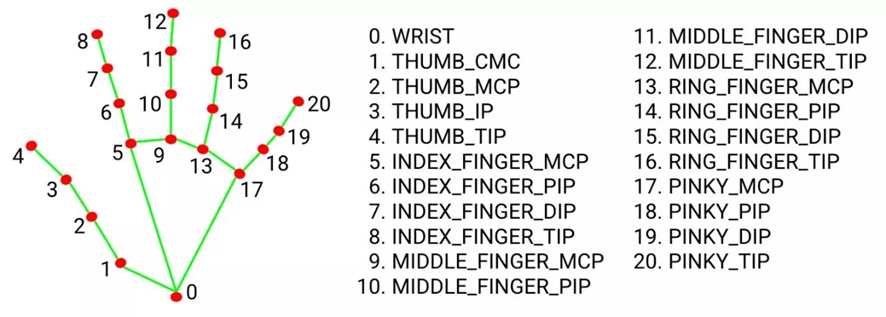 12
8
16
11
7
15
20
6
10
14
19
4
5
9
13
18
3
17
2
1
0
0. WRIST
1. THUMB_CMC
2. THUMB_MCP
3. THUMB_IP
4. THUMB_TIP
5. INDEX_FINGER_MCP
6. INDEX_FINGER_PIP
7. INDEX_FINGER_DIP
8. INDEX_FINGER_TIP
9. MIDDLE_FINGER_MCP
10. MIDDLE_FINGER_PIP
11. MIDDLE_FINGER_DIP
12. MIDDLE_FINGER_TIP
13. RING_FINGER_MCP
14. RING_FINGER_PIP
15. RING_FINGER_DIP
16. RING_FINGER_TIP
17. PINKY_MCP
18. PINKY_PIP
19. PINKY_DIP
20. PINKY_TIP